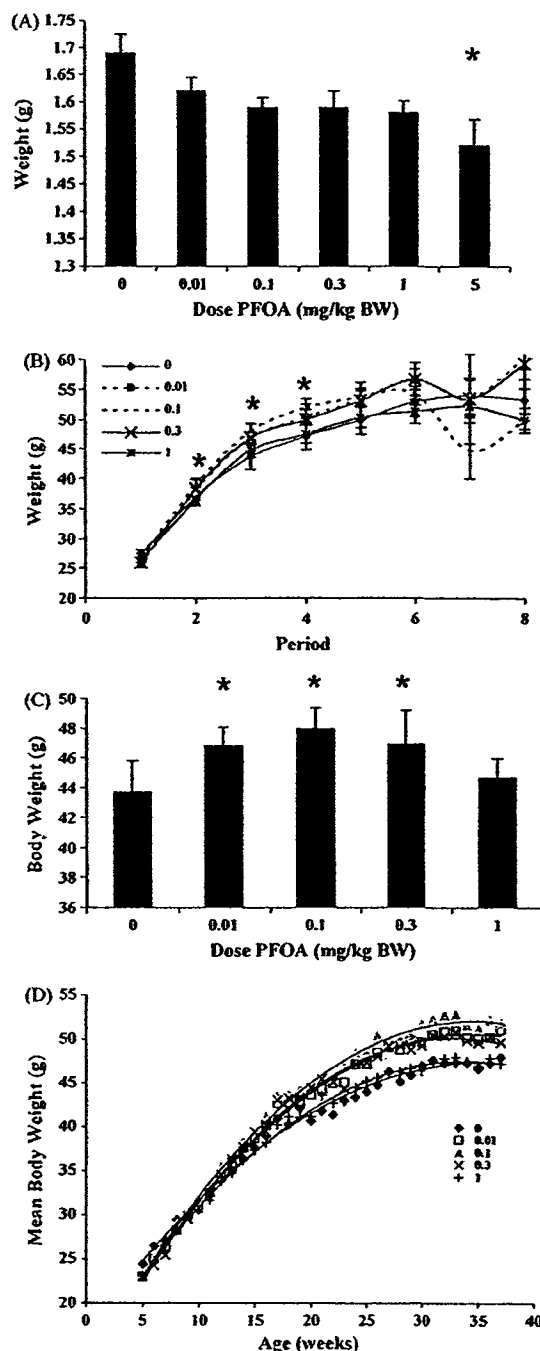 (A)
Weight (g)
1.75
1.7
1.65
1.6
1.55
1.5
1.45
1.4
1.35
1.3
*
0 0.01 0.1 0.3 1 5
Dose PFOA (mg/kg BW)
(B)
Weight (g)
60
55
50
45
40
35
30
25
20
0
0.01
0.1
0.3
1
* * *
0 2 4 6 8
Period
(C)
Body Weight (g)
50
48
46
44
42
40
38
36
* * *
0 0.01 0.1 0.3 1
Dose PFOA (mg/kg BW)
(D)
Mean Body Weight (g)
55
50
45
40
35
30
25
20
0
0.01
0.1
0.3
1
0 5 10 15 20 25 30 35 40
Age (weeks)